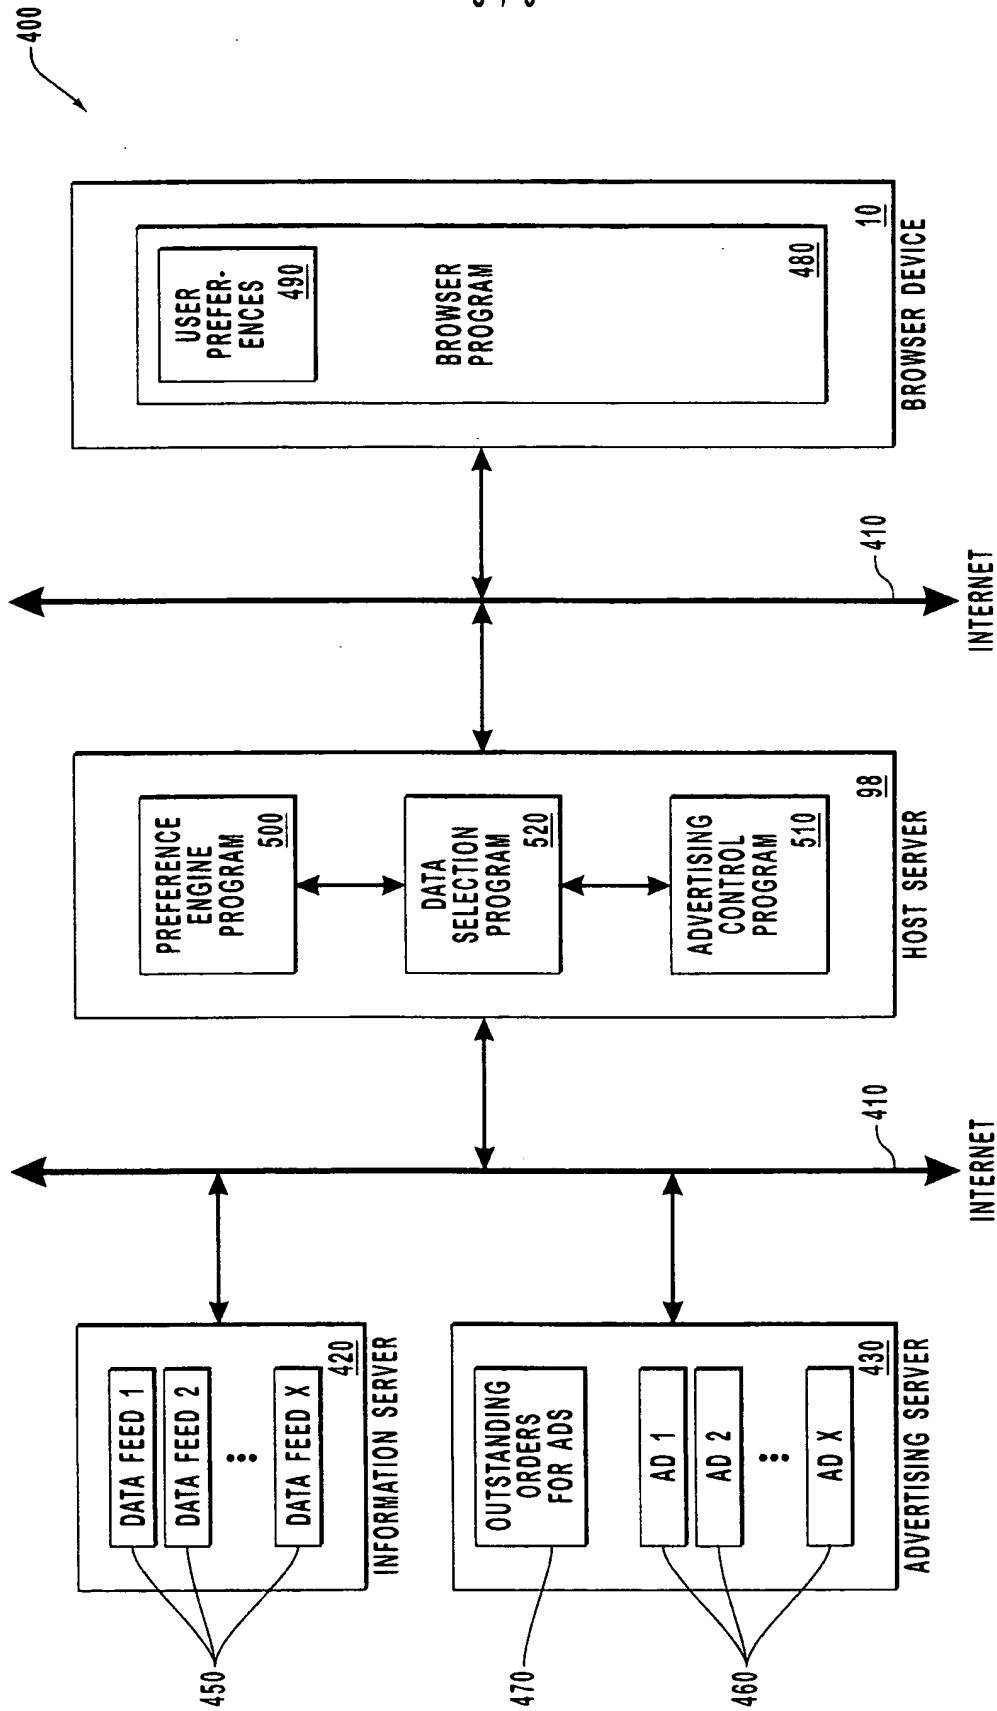 400
DATA FEED 1
DATA FEED 2
DATA FEED X
420
INFORMATION SERVER
450
OUTSTANDING
ORDERS
FOR ADS
470
AD 1
AD 2
AD X
430
ADVERTISING SERVER
460
410
INTERNET
PREFERENCE
ENGINE
PROGRAM
500
DATA
SELECTION
PROGRAM
520
ADVERTISING
CONTROL
PROGRAM
510
98
HOST SERVER
410
INTERNET
USER
PREFER-
ENCES
490
BROWSER
PROGRAM
480
10
BROWSER DEVICE